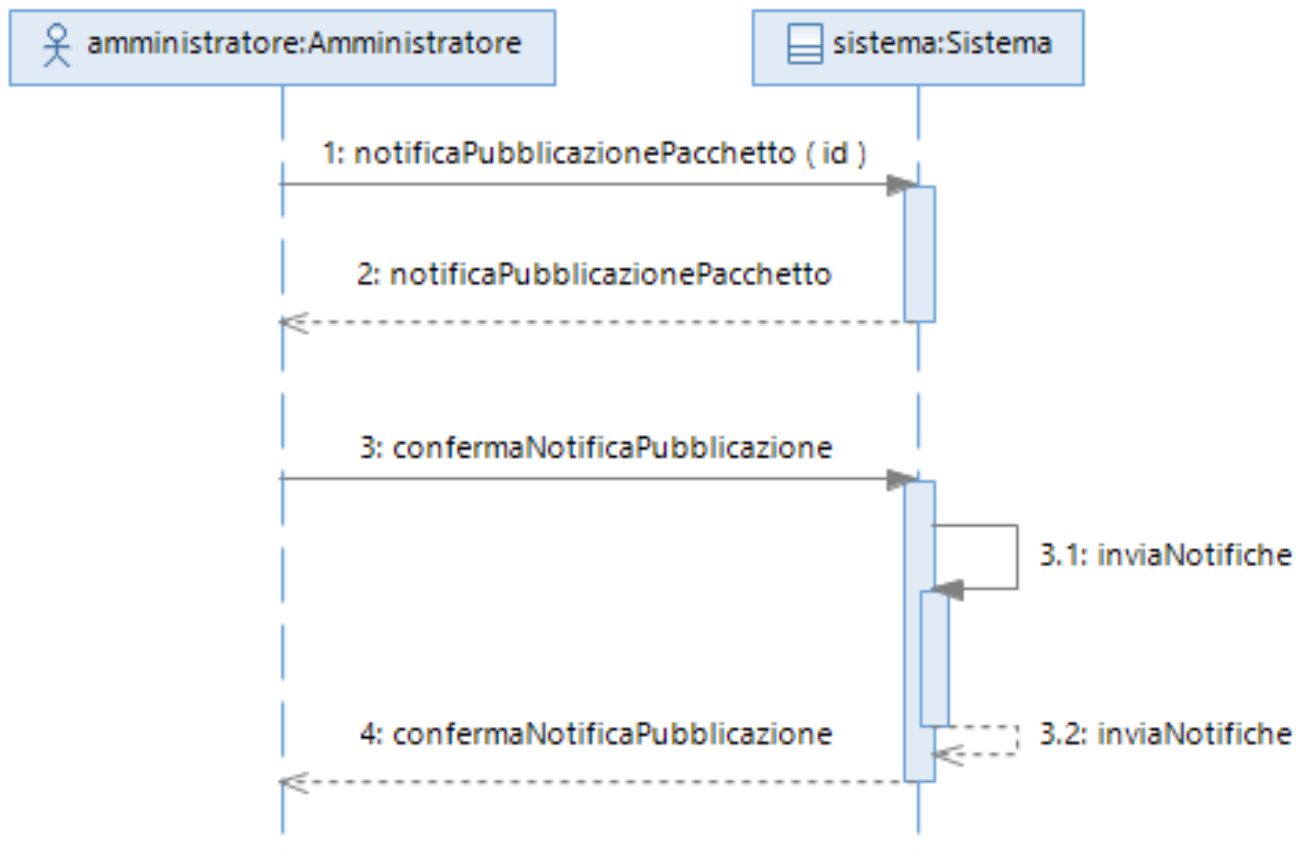 amministratore:Amministratore
sistema:Sistema
1: notificaPubblicazionePacchetto ( id )
2: notificaPubblicazionePacchetto
3: confermaNotificaPubblicazione
3.1: inviaNotifiche
4: confermaNotificaPubblicazione
3.2: inviaNotifiche